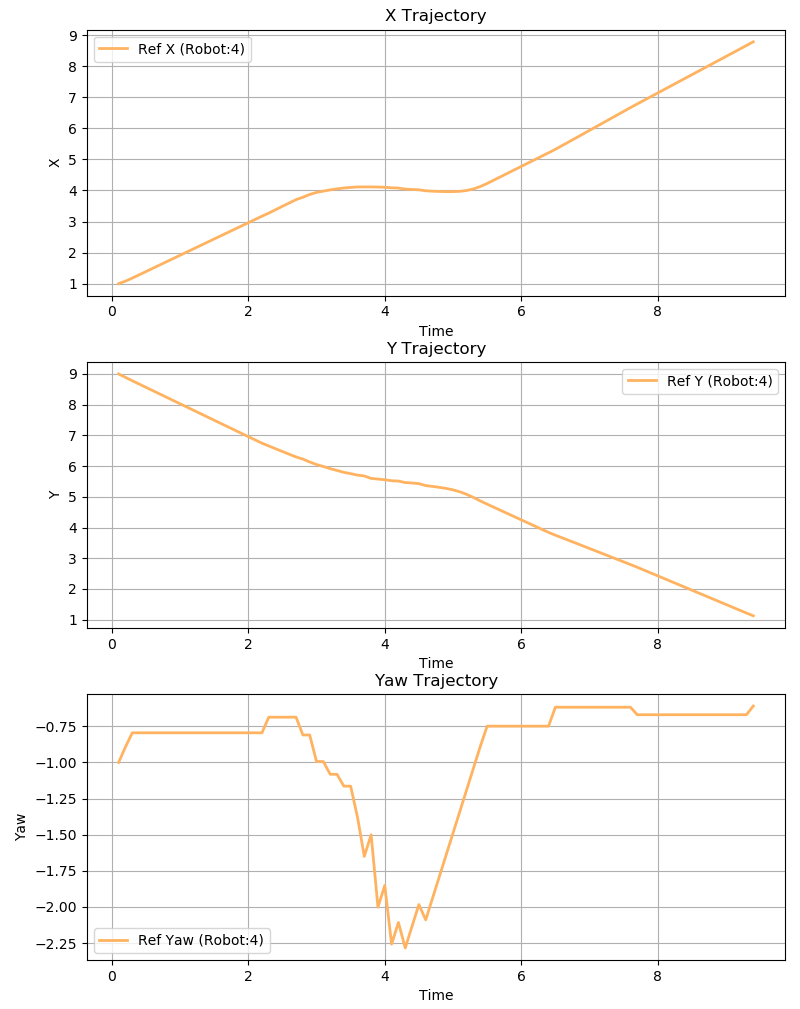 X Trajectory
9
8
7
6
5
4
3
2
1
X
Ref X (Robot:4)
0 2 4 6 8
Time
Y Trajectory
9
8
7
6
5
4
3
2
1
Y
Ref Y (Robot:4)
0 2 4 6 8
Time
Yaw Trajectory
−0.75
−1.00
−1.25
−1.50
−1.75
−2.00
−2.25
Yaw
Ref Yaw (Robot:4)
0 2 4 6 8
Time